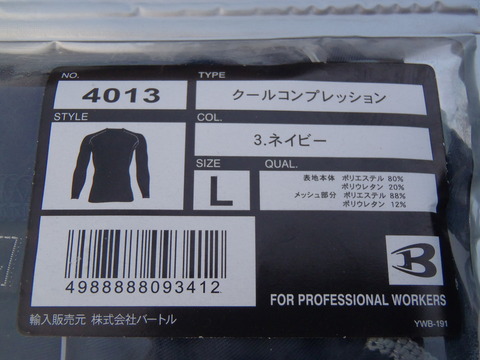 NO.
4013
TYPE
クールコンプレッション
STYLE
COL.
3.ネイビー
SIZE
L
QUAL.
表地本体 ポリエステル 80%
ポリウレタン 20%
メッシュ部分 ポリエステル 88%
ポリウレタン 12%
4988888093412
B
FOR PROFESSIONAL WORKERS
輸入販売元 株式会社バートル
YWB-191